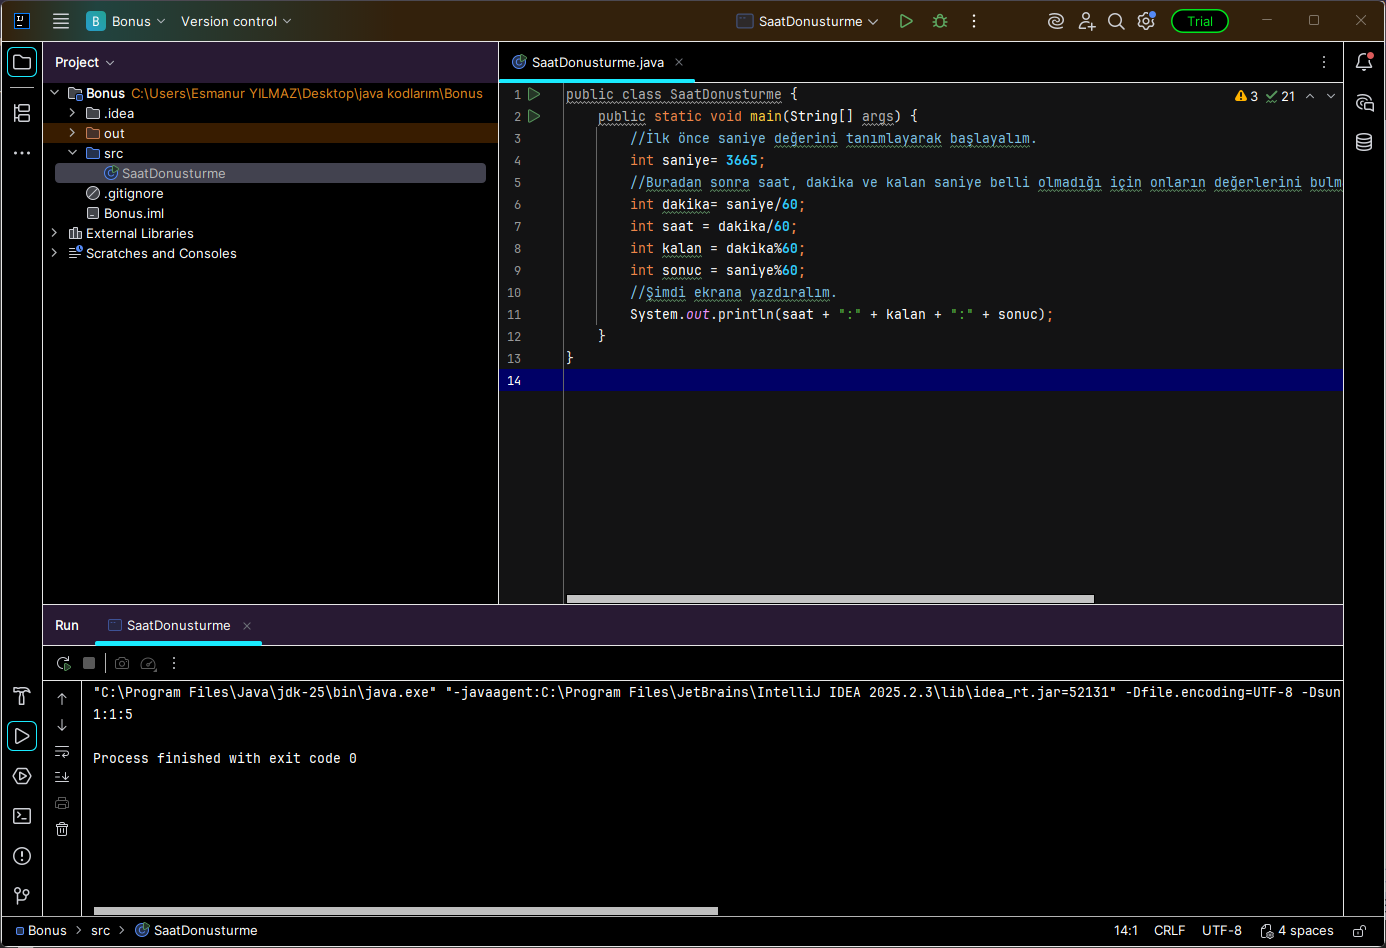 B Bonus Version control SaatDonusturme Trial
Project
SaatDonusturme.java
Bonus C:\Users\Esmanur YILMAZ\Desktop\java kodlarım\Bonus
.idea
out
src
SaatDonusturme
.gitignore
Bonus.iml
External Libraries
Scratches and Consoles
3 21
1 public class SaatDonusturme {
2 public static void main(String[] args) {
3 //İlk önce saniye değerini tanımlayarak başlayalım.
4 int saniye= 3665;
5 //Buradan sonra saat, dakika ve kalan saniye belli olmadığı için onların değerlerini bulm
6 int dakika= saniye/60;
7 int saat = dakika/60;
8 int kalan = dakika%60;
9 int sonuc = saniye%60;
10 //Şimdi ekrana yazdıralım.
11 System.out.println(saat + ":" + kalan + ":" + sonuc);
12 }
13 }
14
Run SaatDonusturme
"C:\Program Files\Java\jdk-25\bin\java.exe" "-javaagent:C:\Program Files\JetBrains\IntelliJ IDEA 2025.2.3\lib\idea_rt.jar=52131" -Dfile.encoding=UTF-8 -Dsun
1:1:5
Process finished with exit code 0
Bonus > src > SaatDonusturme 14:1 CRLF UTF-8 4 spaces